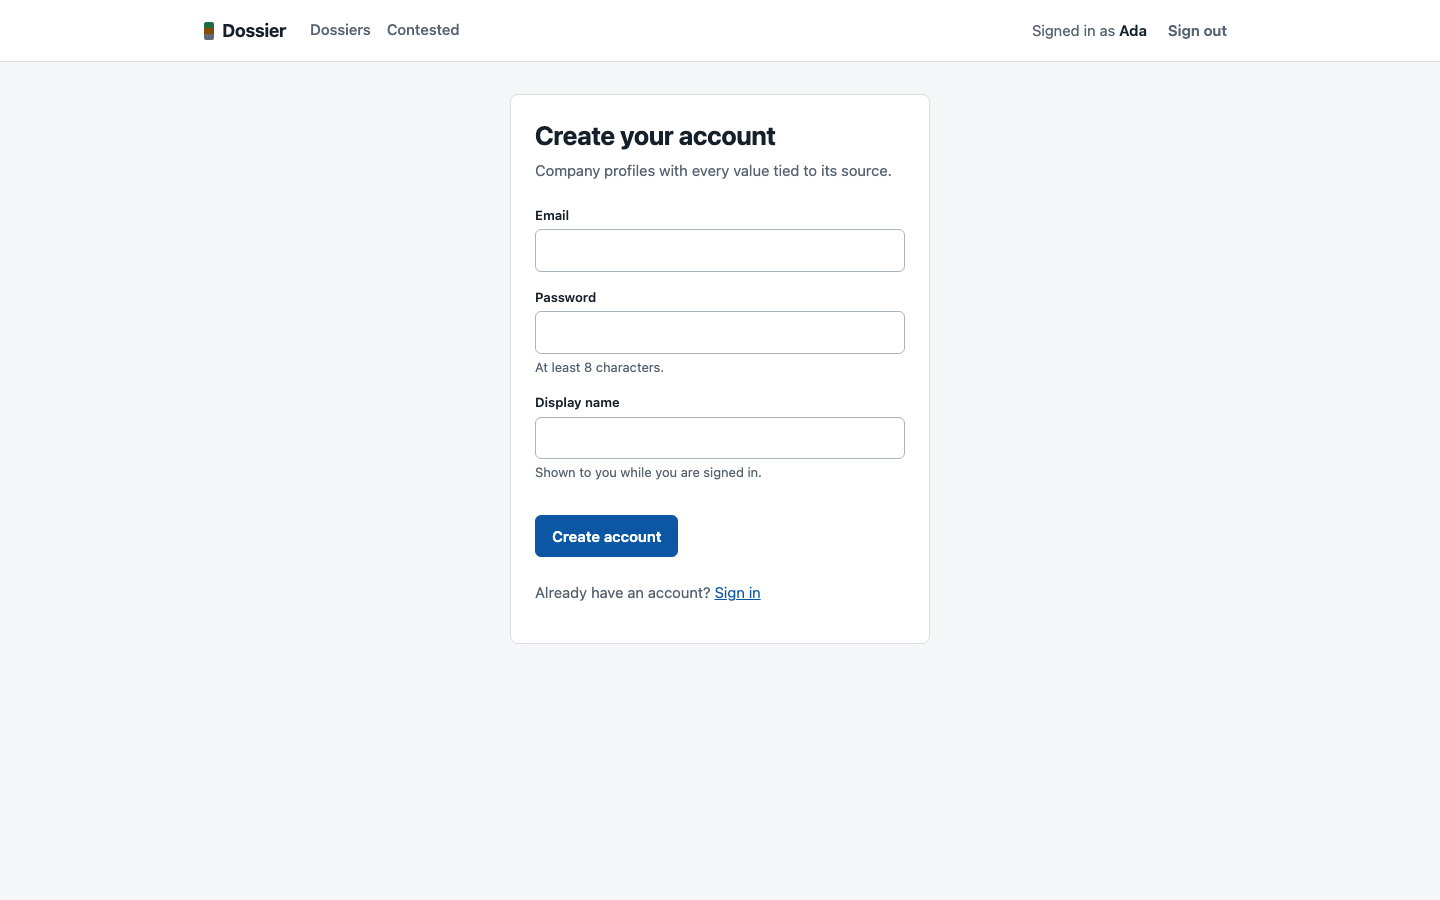 Dossier Dossiers Contested Signed in as Ada Sign out
Create your account
Company profiles with every value tied to its source.
Email
Password
At least 8 characters.
Display name
Shown to you while you are signed in.
Create account
Already have an account? Sign in